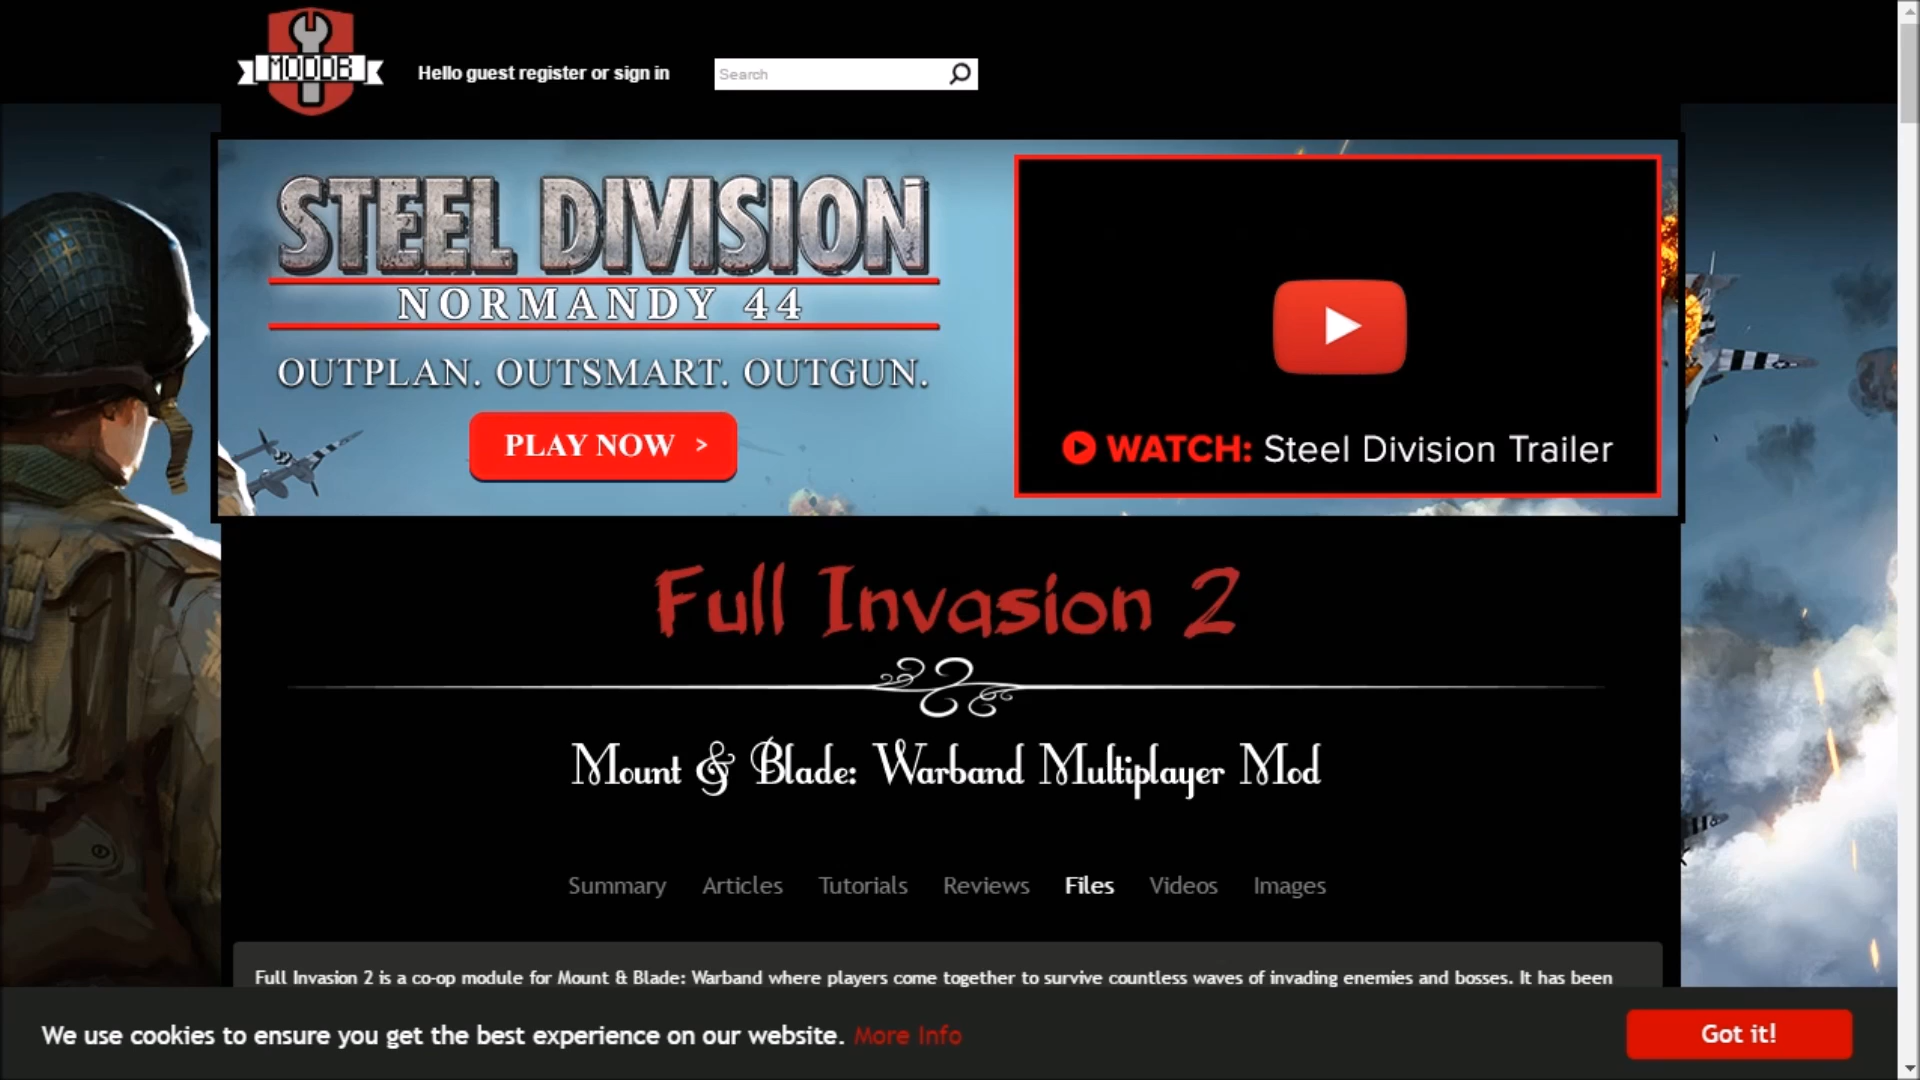 MODDB
Hello guest register or sign in
Search
STEEL DIVISION
NORMANDY 44
OUTPLAN. OUTSMART. OUTGUN.
PLAY NOW >
WATCH: Steel Division Trailer
Full Invasion 2
Mount & Blade: Warband Multiplayer Mod
Summary Articles Tutorials Reviews Files Videos Images
Full Invasion 2 is a co-op module for Mount & Blade: Warband where players come together to survive countless waves of invading enemies and bosses. It has been
We use cookies to ensure you get the best experience on our website. More Info
Got it!